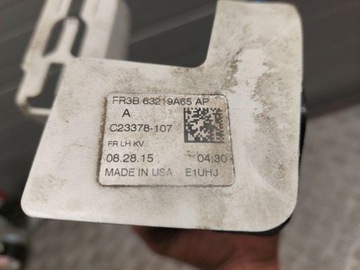 FR3B 63219A65 AP
A
C23378-107
FR LH KV
08.28.15 04:30
MADE IN USA E1UHJ